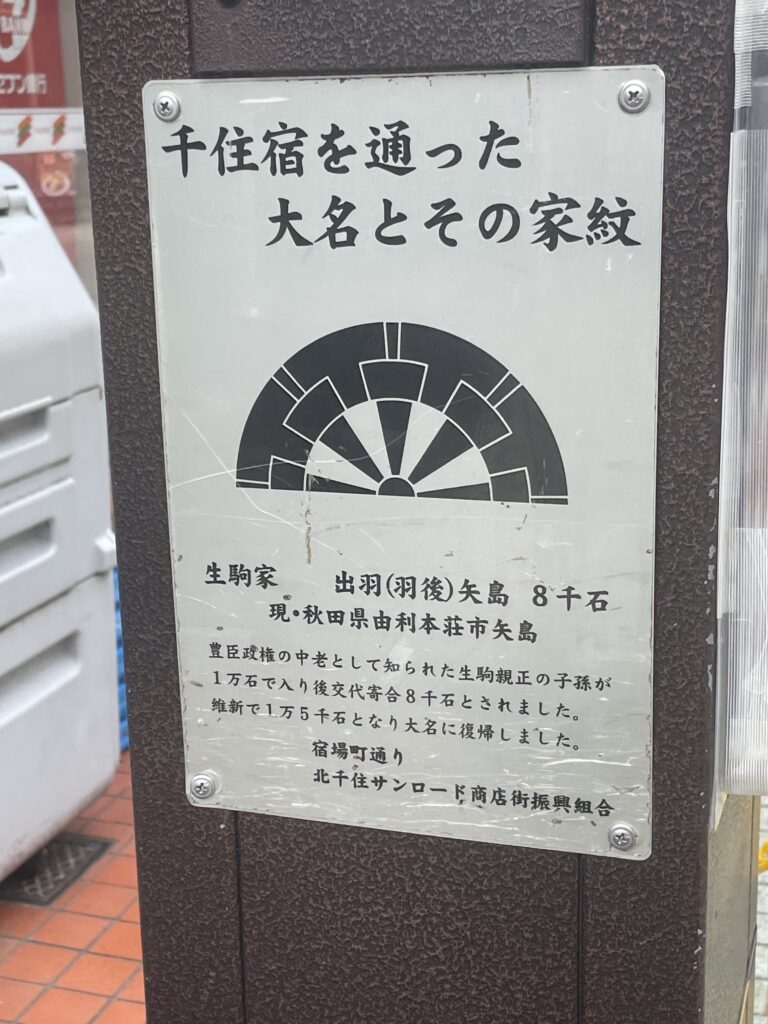 セブン銀行
千住宿を通った
大名とその家紋
生駒家 出羽(羽後)矢島 8千石
現・秋田県由利本荘市矢島
豊臣政権の中老として知られた生駒親正の子孫が
1万石で入り後交代寄合8千石とされました。
維新で1万5千石となり大名に復帰しました。
宿場町通り
北千住サンロード商店街振興組合